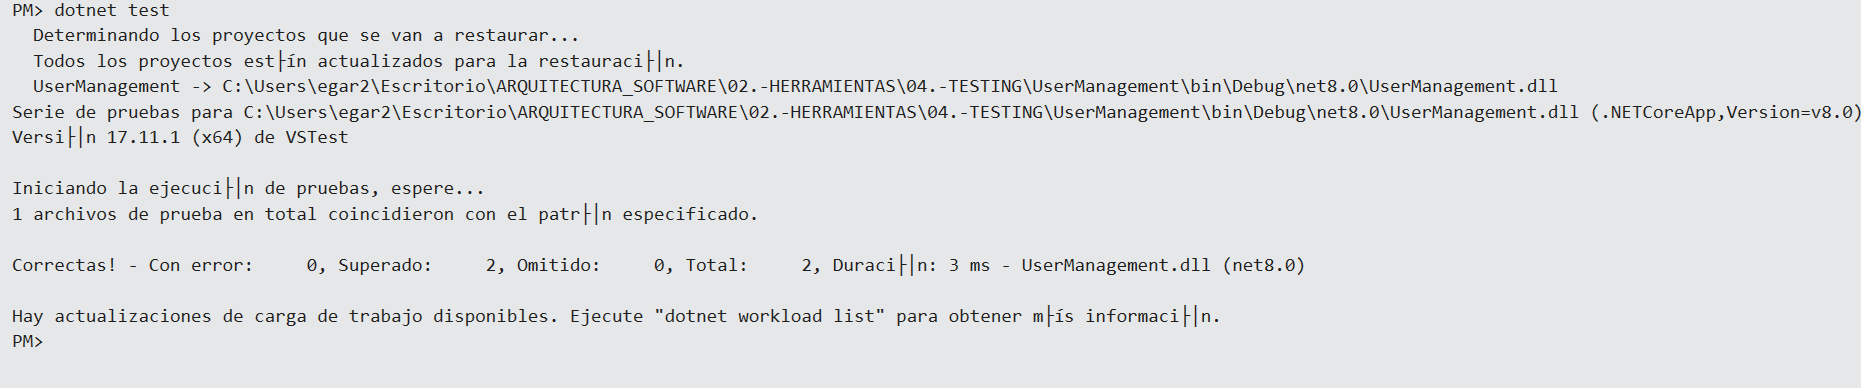 PM> dotnet test
Determinando los proyectos que se van a restaurar...
Todos los proyectos est├ín actualizados para la restauraci├│n.
UserManagement -> C:\Users\egar2\Escritorio\ARQUITECTURA_SOFTWARE\02.-HERRAMIENTAS\04.-TESTING\UserManagement\bin\Debug\net8.0\UserManagement.dll
Serie de pruebas para C:\Users\egar2\Escritorio\ARQUITECTURA_SOFTWARE\02.-HERRAMIENTAS\04.-TESTING\UserManagement\bin\Debug\net8.0\UserManagement.dll (.NETCoreApp,Version=v8.0)
Versi├│n 17.11.1 (x64) de VSTest
Iniciando la ejecuci├│n de pruebas, espere...
1 archivos de prueba en total coincidieron con el patr├│n especificado.
Correctas! - Con error:     0, Superado:     2, Omitido:     0, Total:     2, Duraci├│n: 3 ms - UserManagement.dll (net8.0)
Hay actualizaciones de carga de trabajo disponibles. Ejecute "dotnet workload list" para obtener m├ís informaci├│n.
PM>